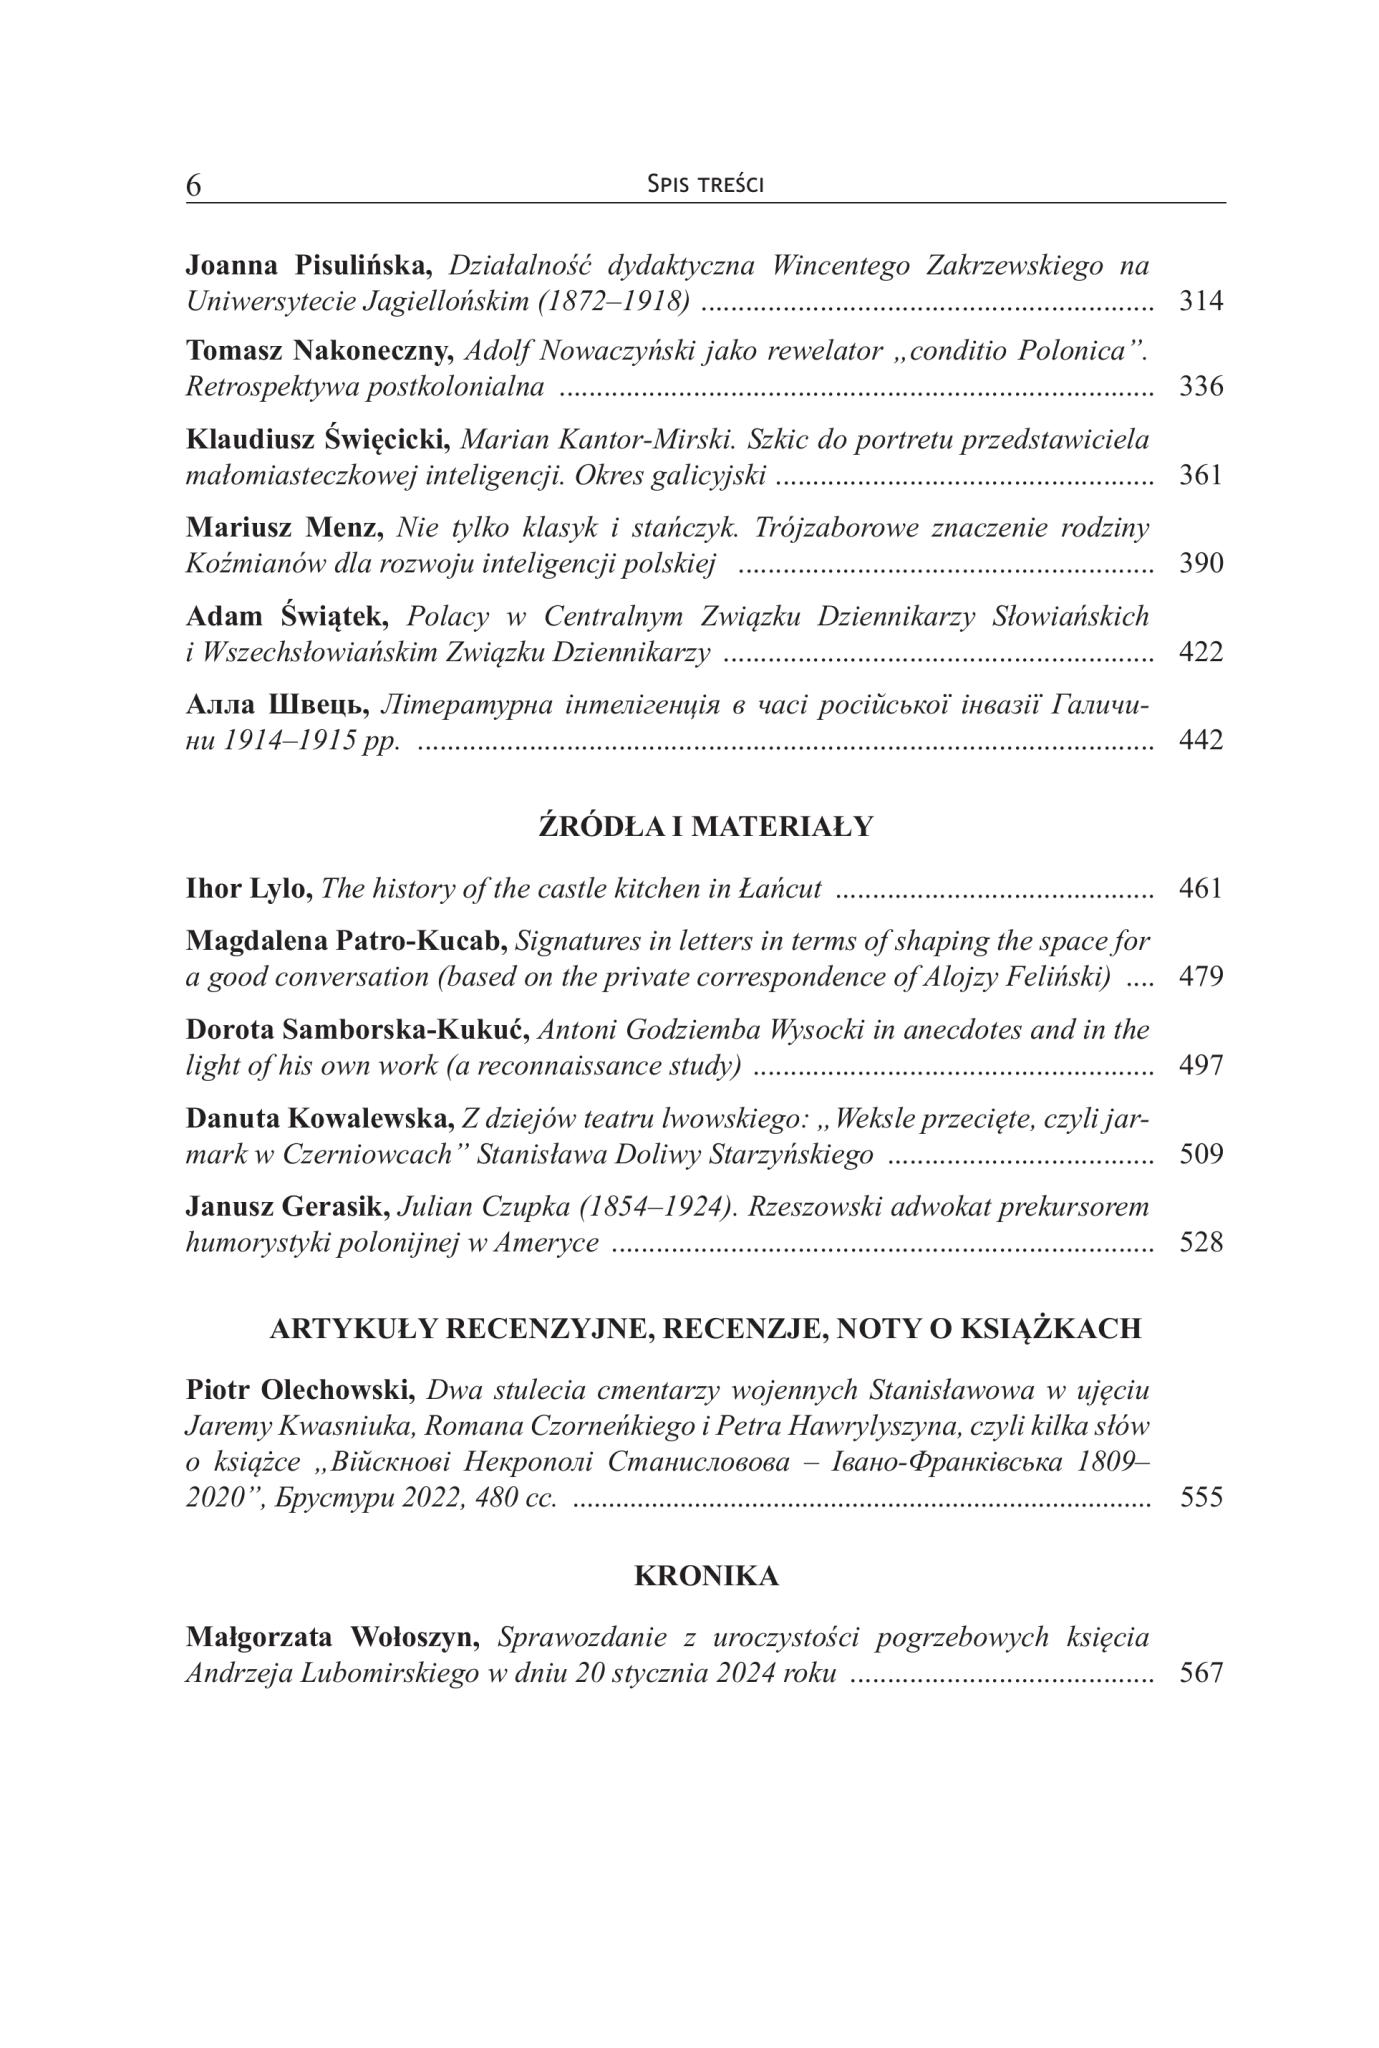 6 Spis treści
Joanna Pisulińska, Działalność dydaktyczna Wincentego Zakrzewskiego na
Uniwersytecie Jagiellońskim (1872–1918) ............................................................. 314
Tomasz Nakoneczny, Adolf Nowaczyński jako rewelator „conditio Polonica”.
Retrospektywa postkolonialna ................................................................................ 336
Klaudiusz Święcicki, Marian Kantor-Mirski. Szkic do portretu przedstawiciela
małomiasteczkowej inteligencji. Okres galicyjski ................................................... 361
Mariusz Menz, Nie tylko klasyk i stańczyk. Trójzaborowe znaczenie rodziny
Koźmianów dla rozwoju inteligencji polskiej ........................................................ 390
Adam Świątek, Polacy w Centralnym Związku Dziennikarzy Słowiańskich
i Wszechsłowiańskim Związku Dziennikarzy .......................................................... 422
Алла Швець, Літературна інтелігенція в часі російської інвазії Галичи-
ни 1914–1915 рр. ................................................................................................... 442
ŹRÓDŁA I MATERIAŁY
Ihor Lylo, The history of the castle kitchen in Łańcut ........................................... 461
Magdalena Patro-Kucab, Signatures in letters in terms of shaping the space for
a good conversation (based on the private correspondence of Alojzy Feliński) .... 479
Dorota Samborska-Kukuć, Antoni Godziemba Wysocki in anecdotes and in the
light of his own work (a reconnaissance study) ...................................................... 497
Danuta Kowalewska, Z dziejów teatru lwowskiego: „Weksle przecięte, czyli jar-
mark w Czerniowcach” Stanisława Doliwy Starzyńskiego .................................... 509
Janusz Gerasik, Julian Czupka (1854–1924). Rzeszowski adwokat prekursorem
humorystyki polonijnej w Ameryce ......................................................................... 528
ARTYKUŁY RECENZYJNE, RECENZJE, NOTY O KSIĄŻKACH
Piotr Olechowski, Dwa stulecia cmentarzy wojennych Stanisławowa w ujęciu
Jaremy Kwasniuka, Romana Czorneńkiego i Petra Hawrylyszyna, czyli kilka słów
o książce „Війскнові Некрополі Станисловова – Івано-Франківська 1809–
2020”, Брустури 2022, 480 сс. .............................................................................. 555
KRONIKA
Małgorzata Wołoszyn, Sprawozdanie z uroczystości pogrzebowych księcia
Andrzeja Lubomirskiego w dniu 20 stycznia 2024 roku ......................................... 567